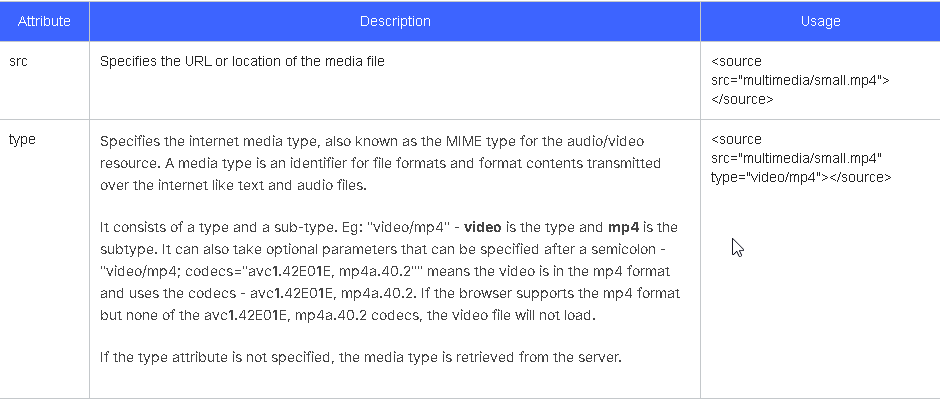 Attribute
Description
Usage
src
Specifies the URL or location of the media file
<source
src="multimedia/small.mp4">
</source>
type
Specifies the internet media type, also known as the MIME type for the audio/video
resource. A media type is an identifier for file formats and format contents transmitted
over the internet like text and audio files.
It consists of a type and a sub-type. Eg: "video/mp4" - video is the type and mp4 is the
subtype. It can also take optional parameters that can be specified after a semicolon -
"video/mp4; codecs="avc1.42E01E, mp4a.40.2"" means the video is in the mp4 format
and uses the codecs - avc1.42E01E, mp4a.40.2. If the browser supports the mp4 format
but none of the avc1.42E01E, mp4a.40.2 codecs, the video file will not load.
If the type attribute is not specified, the media type is retrieved from the server.
<source
src="multimedia/small.mp4"
type="video/mp4"></source>